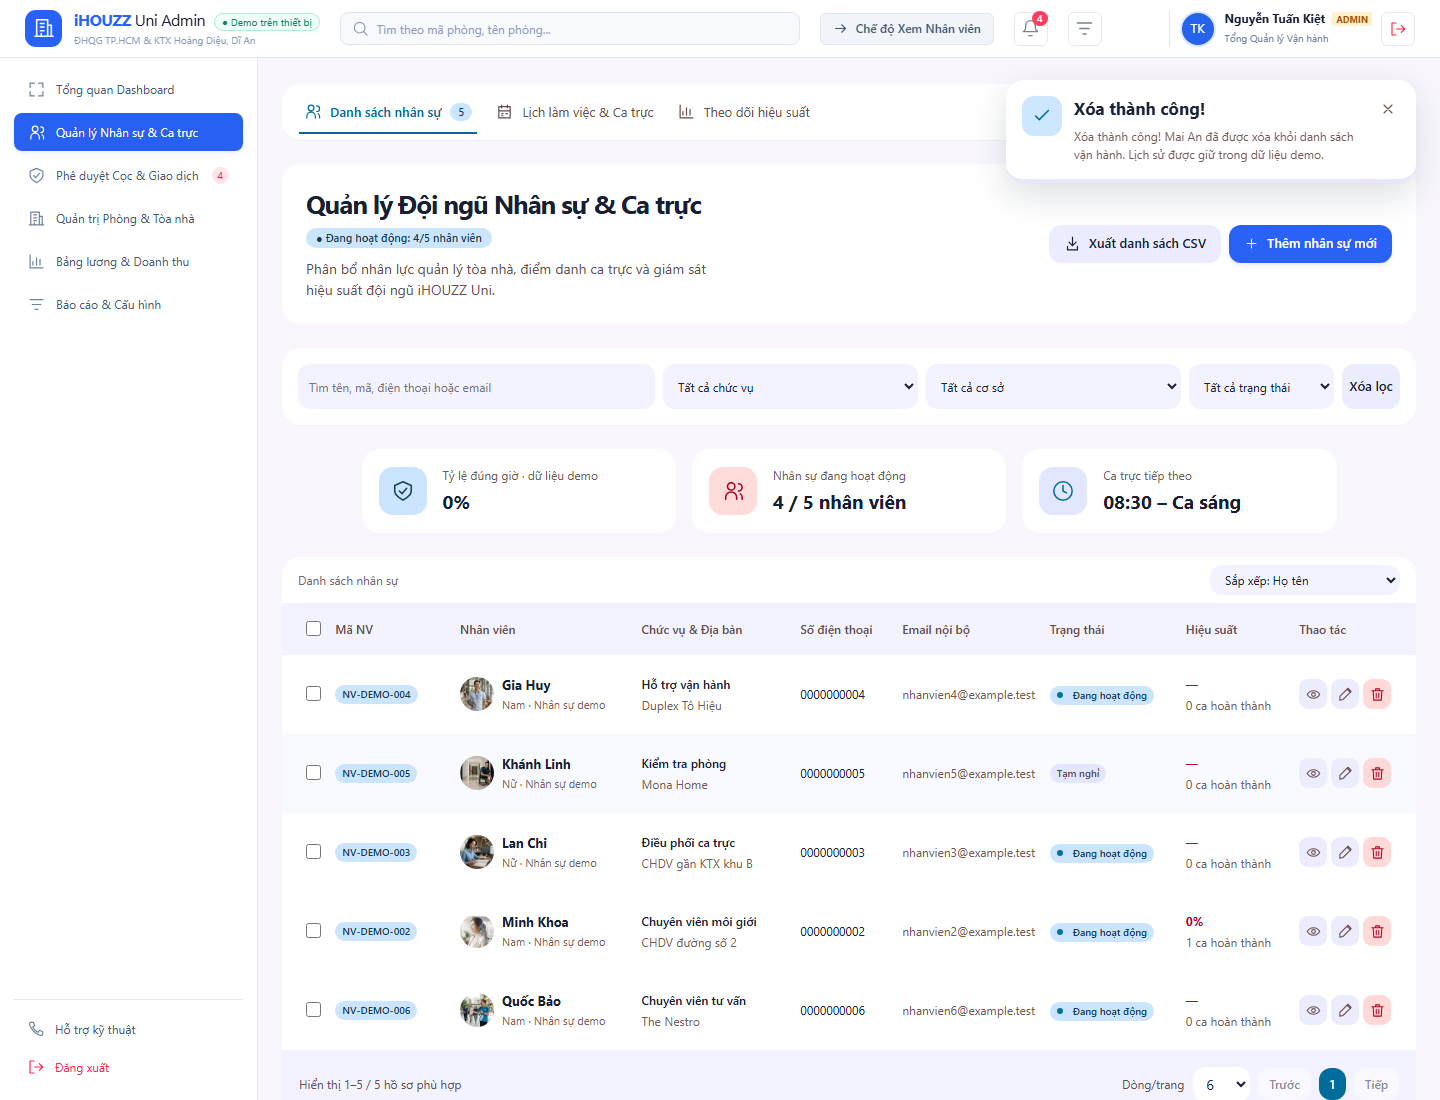 iHOUZZ Uni Admin
● Demo trên thiết bị
ĐHQG TP.HCM & KTX Hoàng Diệu, Dĩ An
Tìm theo mã phòng, tên phòng...
Chế độ Xem Nhân viên
4
TK
Nguyễn Tuấn Kiệt ADMIN
Tổng Quản lý Vận hành
Tổng quan Dashboard
Quản lý Nhân sự & Ca trực
Phê duyệt Cọc & Giao dịch 4
Quản trị Phòng & Tòa nhà
Bảng lương & Doanh thu
Báo cáo & Cấu hình
Hỗ trợ kỹ thuật
Đăng xuất
Danh sách nhân sự 5
Lịch làm việc & Ca trực
Theo dõi hiệu suất
Xóa thành công!
Xóa thành công! Mai An đã được xóa khỏi danh sách
vận hành. Lịch sử được giữ trong dữ liệu demo.
Quản lý Đội ngũ Nhân sự & Ca trực
● Đang hoạt động: 4/5 nhân viên
Phân bổ nhân lực quản lý tòa nhà, điểm danh ca trực và giám sát
hiệu suất đội ngũ iHOUZZ Uni.
Xuất danh sách CSV
Thêm nhân sự mới
Tìm tên, mã, điện thoại hoặc email
Tất cả chức vụ
Tất cả cơ sở
Tất cả trạng thái
Xóa lọc
Tỷ lệ đúng giờ · dữ liệu demo
0%
Nhân sự đang hoạt động
4 / 5 nhân viên
Ca trực tiếp theo
08:30 – Ca sáng
Danh sách nhân sự
Sắp xếp: Họ tên
Mã NV Nhân viên Chức vụ & Địa bàn Số điện thoại Email nội bộ Trạng thái Hiệu suất Thao tác
NV-DEMO-004 Gia Huy Hỗ trợ vận hành 0000000004 nhanvien4@example.test Đang hoạt động —
Nam · Nhân sự demo Duplex Tô Hiệu 0 ca hoàn thành
NV-DEMO-005 Khánh Linh Kiểm tra phòng 0000000005 nhanvien5@example.test Tạm nghỉ —
Nữ · Nhân sự demo Mona Home 0 ca hoàn thành
NV-DEMO-003 Lan Chi Điều phối ca trực 0000000003 nhanvien3@example.test Đang hoạt động —
Nữ · Nhân sự demo CHDV gần KTX khu B 0 ca hoàn thành
NV-DEMO-002 Minh Khoa Chuyên viên môi giới 0000000002 nhanvien2@example.test Đang hoạt động 0%
Nam · Nhân sự demo CHDV đường số 2 1 ca hoàn thành
NV-DEMO-006 Quốc Bảo Chuyên viên tư vấn 0000000006 nhanvien6@example.test Đang hoạt động —
Nam · Nhân sự demo The Nestro 0 ca hoàn thành
Hiển thị 1–5 / 5 hồ sơ phù hợp
Dòng/trang 6 Trước 1 Tiếp